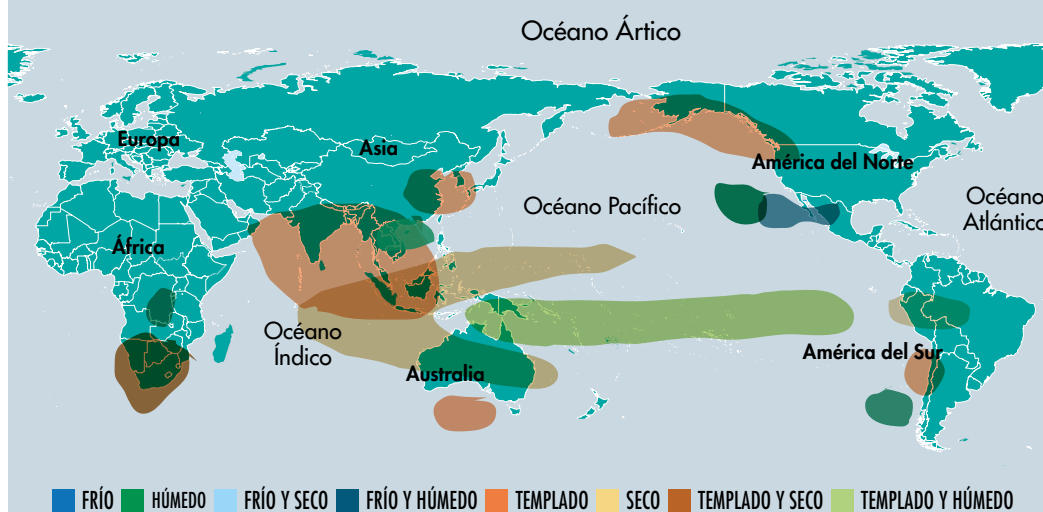 Océano Ártico
Europa
Asia
América del Norte
Océano Pacífico
Océano
Atlántico
África
Océano
Índico
América del Sur
Australia
FRÍO
HÚMEDO
FRÍO Y SECO
FRÍO Y HÚMEDO
TEMPLADO
SECO
TEMPLADO Y SECO
TEMPLADO Y HÚMEDO